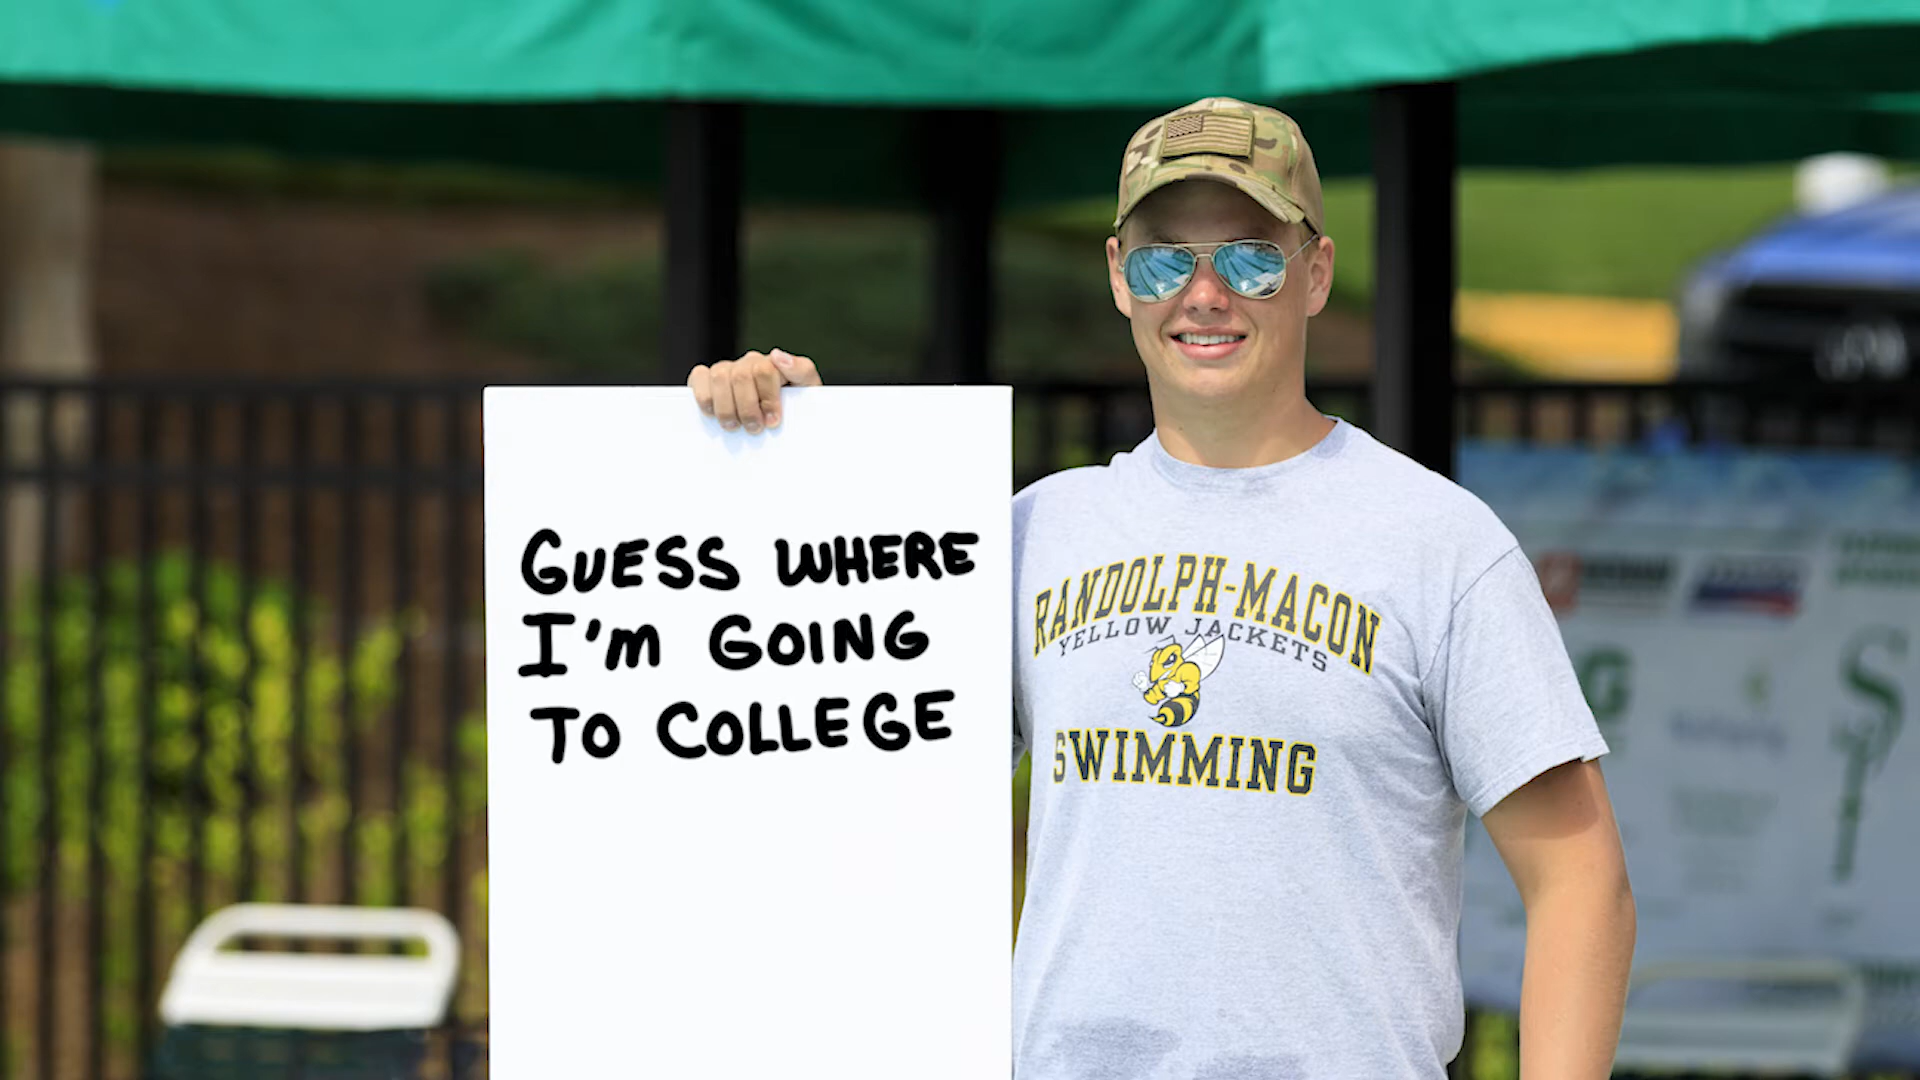 GUESS WHERE
I'm GOING
TO COLLEGE
RANDOLPH-MACON
YELLOW JACKETS
SWIMMING